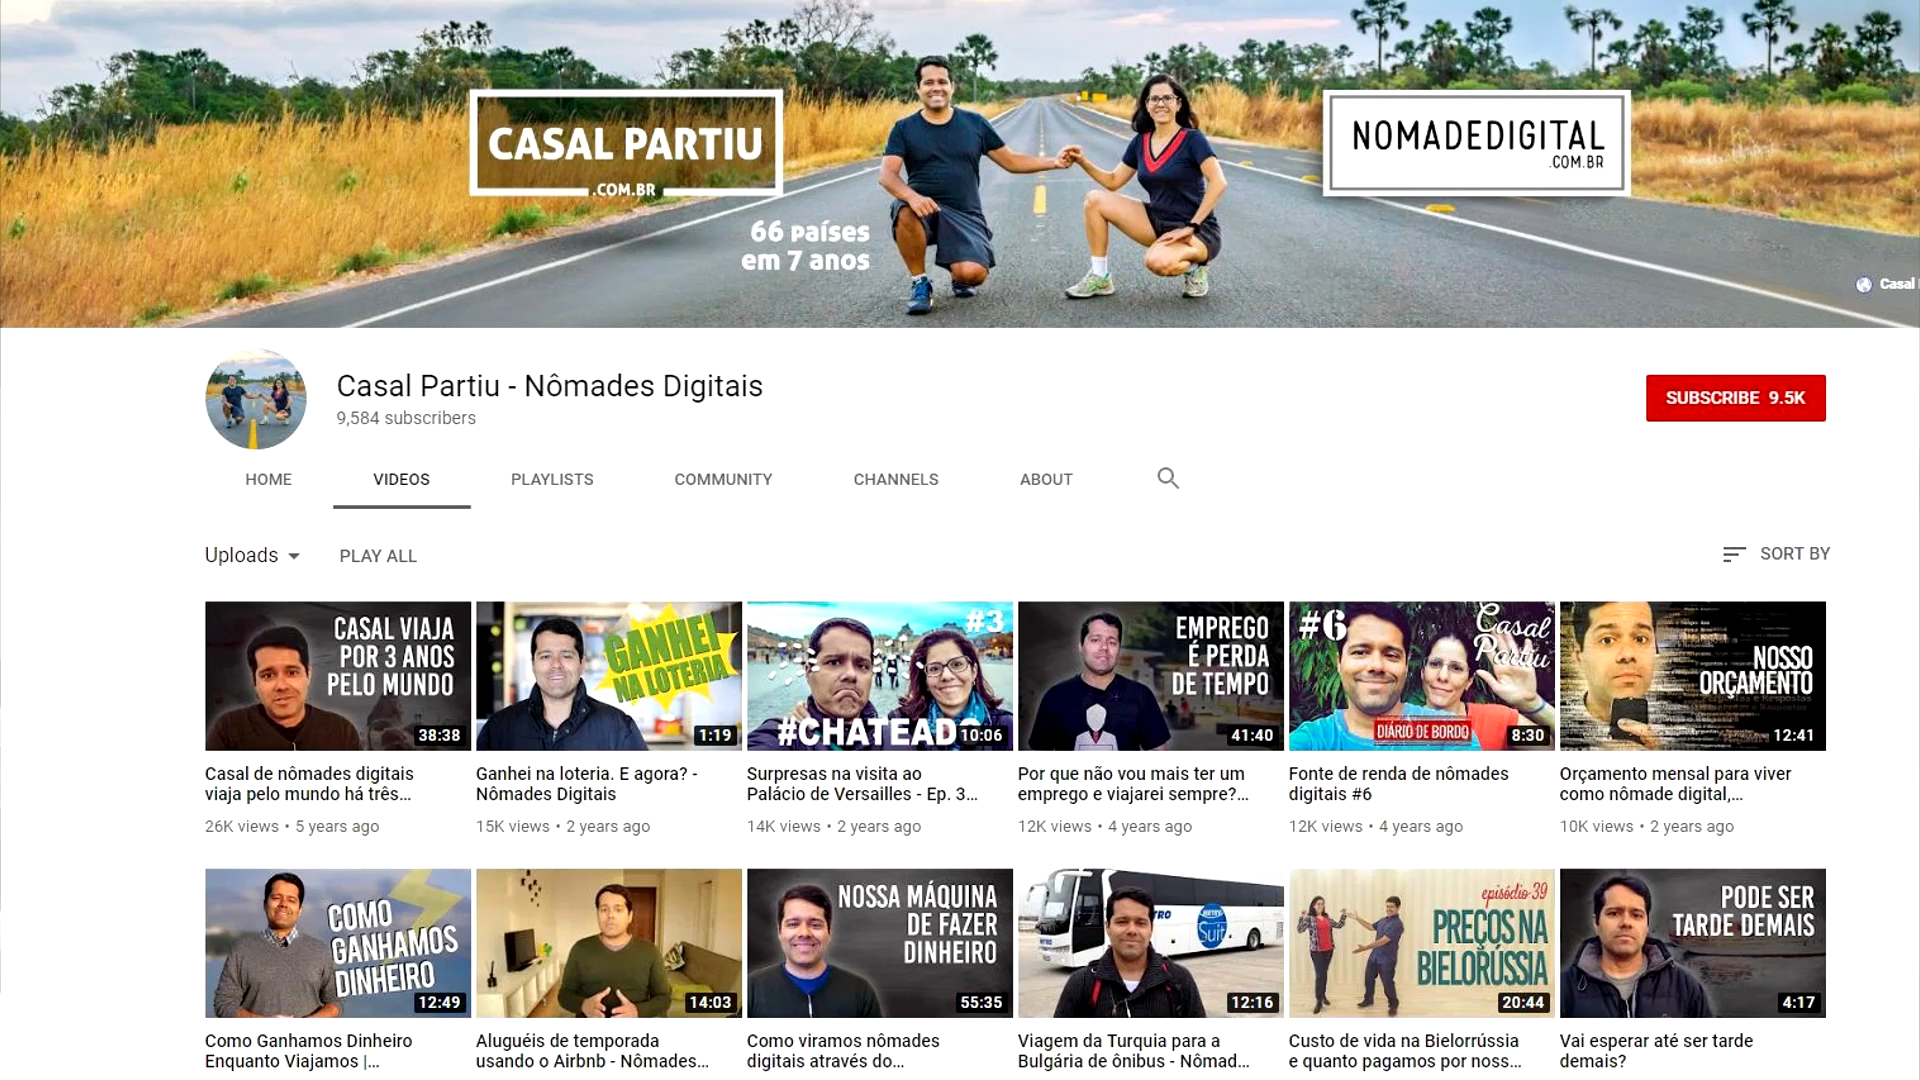 CASAL PARTIU
.COM.BR
NOMADEDIGITAL
.COM.BR
66 países
em 7 anos
Casal
Casal Partiu - Nômades Digitais
9,584 subscribers
SUBSCRIBE 9.5K
HOME
VIDEOS
PLAYLISTS
COMMUNITY
CHANNELS
ABOUT
Uploads
PLAY ALL
SORT BY
CASAL VIAJA
POR 3 ANOS
PELO MUNDO
38:38
GANHEI
NA LOTERIA
1:19
#3
#CHATEADO
10:06
EMPREGO
É PERDA
DE TEMPO
41:40
#6
Casal
Partiu
DIÁRIO DE BORDO
8:30
NOSSO
ORÇAMENTO
12:41
Casal de nômades digitais
viaja pelo mundo há três...
26K views • 5 years ago
Ganhei na loteria. E agora? -
Nômades Digitais
15K views • 2 years ago
Surpresas na visita ao
Palácio de Versailles - Ep. 3...
14K views • 2 years ago
Por que não vou mais ter um
emprego e viajarei sempre?...
12K views • 4 years ago
Fonte de renda de nômades
digitais #6
12K views • 4 years ago
Orçamento mensal para viver
como nômade digital,...
10K views • 2 years ago
COMO
GANHAMOS
DINHEIRO
12:49
14:03
NOSSA MÁQUINA
DE FAZER
DINHEIRO
55:35
METRO
Suit
12:16
episódio 39
PREÇOS NA
BIELORÚSSIA
20:44
PODE SER
TARDE DEMAIS
4:17
Como Ganhamos Dinheiro
Enquanto Viajamos |...
Aluguéis de temporada
usando o Airbnb - Nômades...
Como viramos nômades
digitais através do...
Viagem da Turquia para a
Bulgária de ônibus - Nômad...
Custo de vida na Bielorrússia
e quanto pagamos por noss...
Vai esperar até ser tarde
demais?